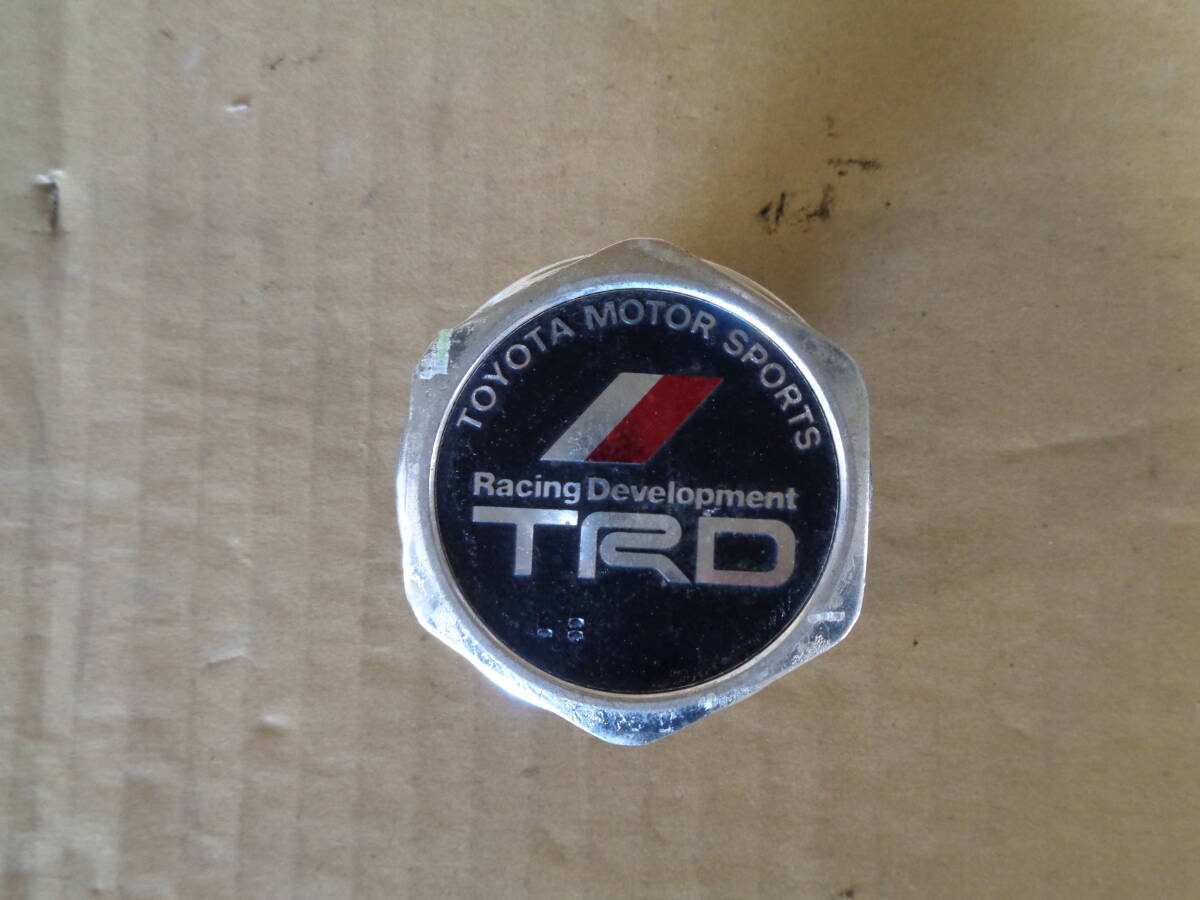 TOYOTA MOTOR SPORTS
Racing Development
TRD